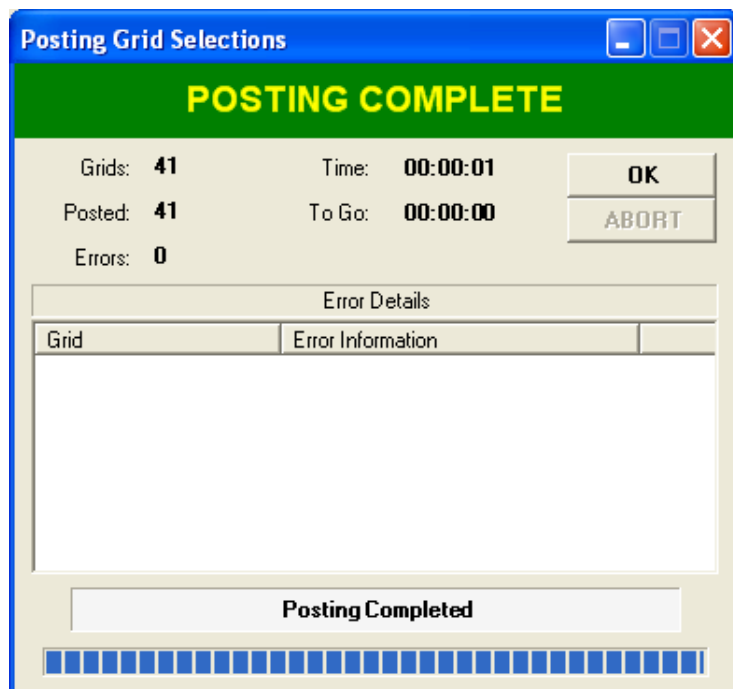 Posting Grid Selections
POSTING COMPLETE
Grids: 41 Time: 00:00:01 OK
Posted: 41 To Go: 00:00:00 ABORT
Errors: 0
Error Details
Grid Error Information
Posting Completed